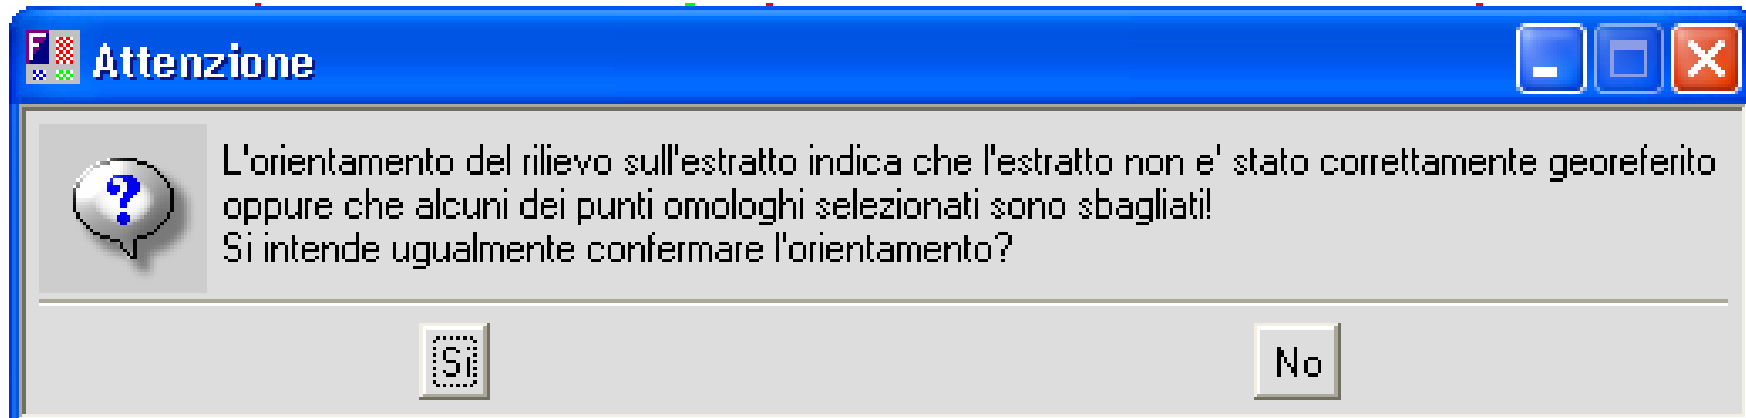 F
Attenzione
L'orientamento del rilievo sull'estratto indica che l'estratto non e' stato correttamente georeferito
oppure che alcuni dei punti omologhi selezionati sono sbagliati!
Si intende ugualmente confermare l'orientamento?
Si No